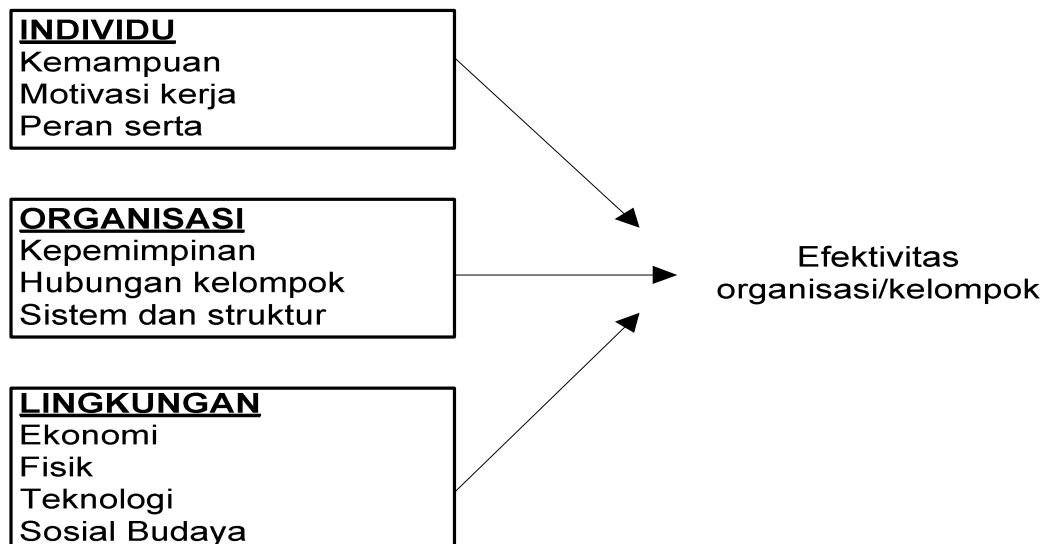 INDIVIDU
Kemampuan
Motivasi kerja
Peran serta
ORGANISASI
Kepemimpinan
Hubungan kelompok
Sistem dan struktur
LINGKUNGAN
Ekonomi
Fisik
Teknologi
Sosial Budaya
Efektivitas
organisasi/kelompok